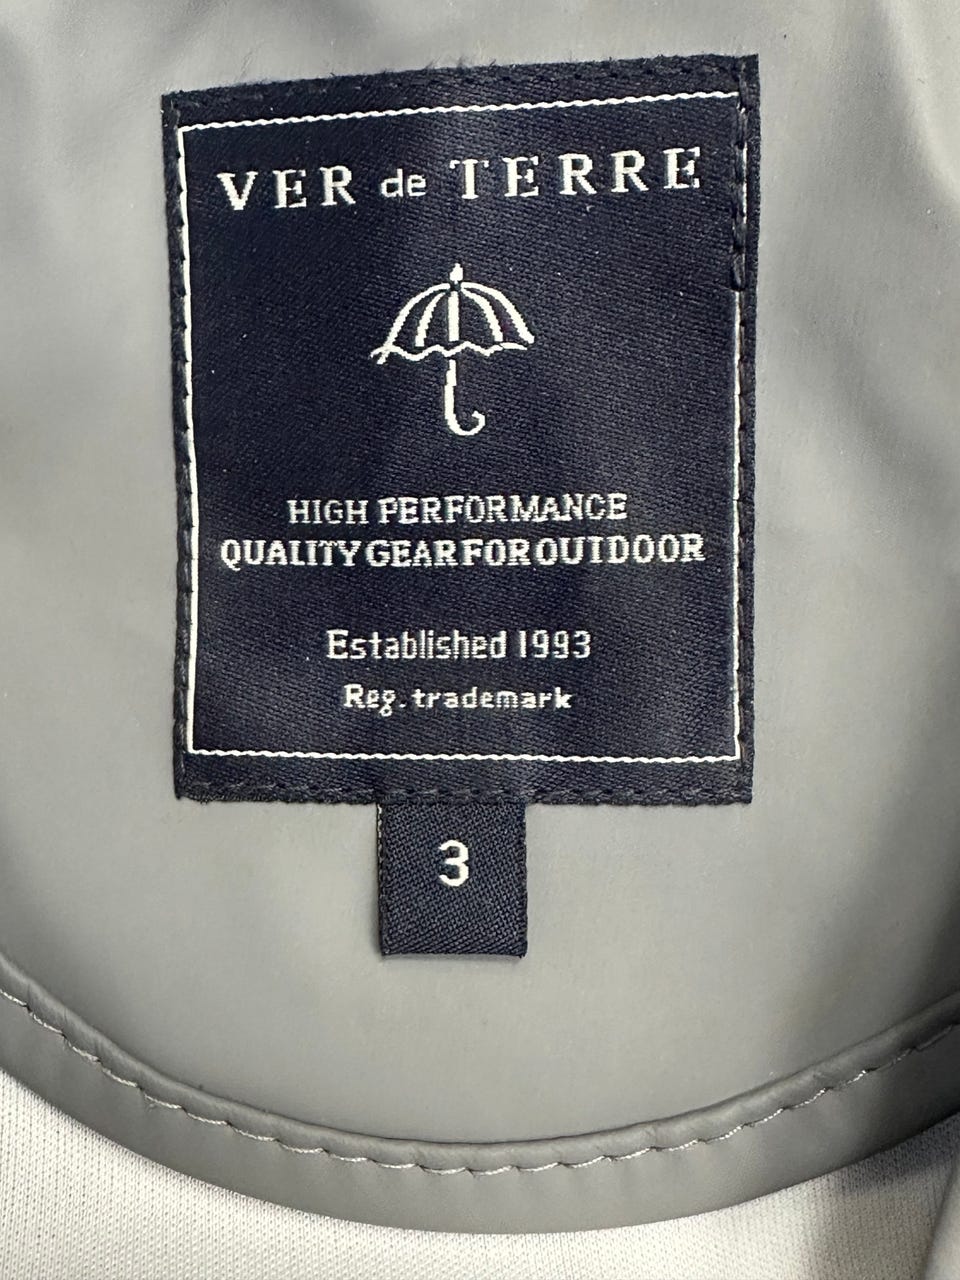 VER de TERRE
HIGH PERFORMANCE
QUALITY GEAR FOR OUTDOOR
Established 1993
Reg. trademark
3